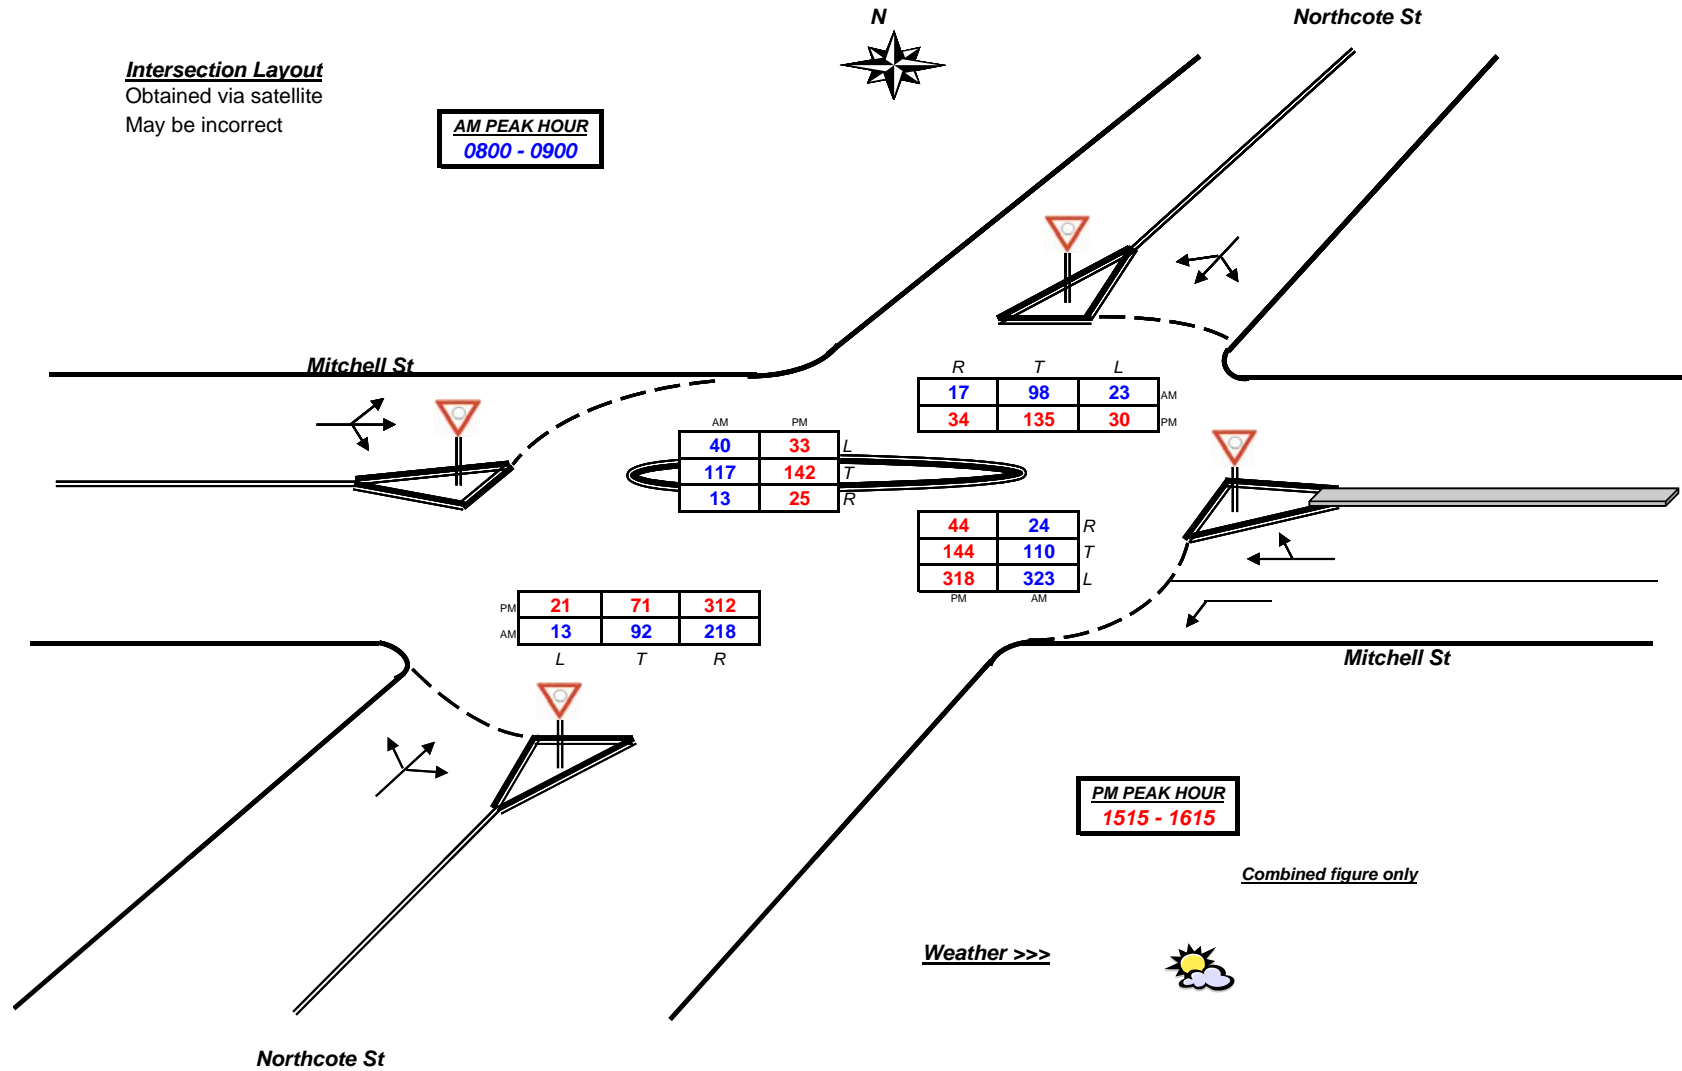 N
Northcote St
Intersection Layout
Obtained via satellite
May be incorrect
AM PEAK HOUR
0800 - 0900
Mitchell St
R T L
17 98 23 AM
34 135 30 PM
AM PM
40 33 L
117 142 T
13 25 R
44 24 R
144 110 T
318 323 L
PM AM
PM 21 71 312
AM 13 92 218
L T R
Mitchell St
PM PEAK HOUR
1515 - 1615
Combined figure only
Weather >>>
Northcote St